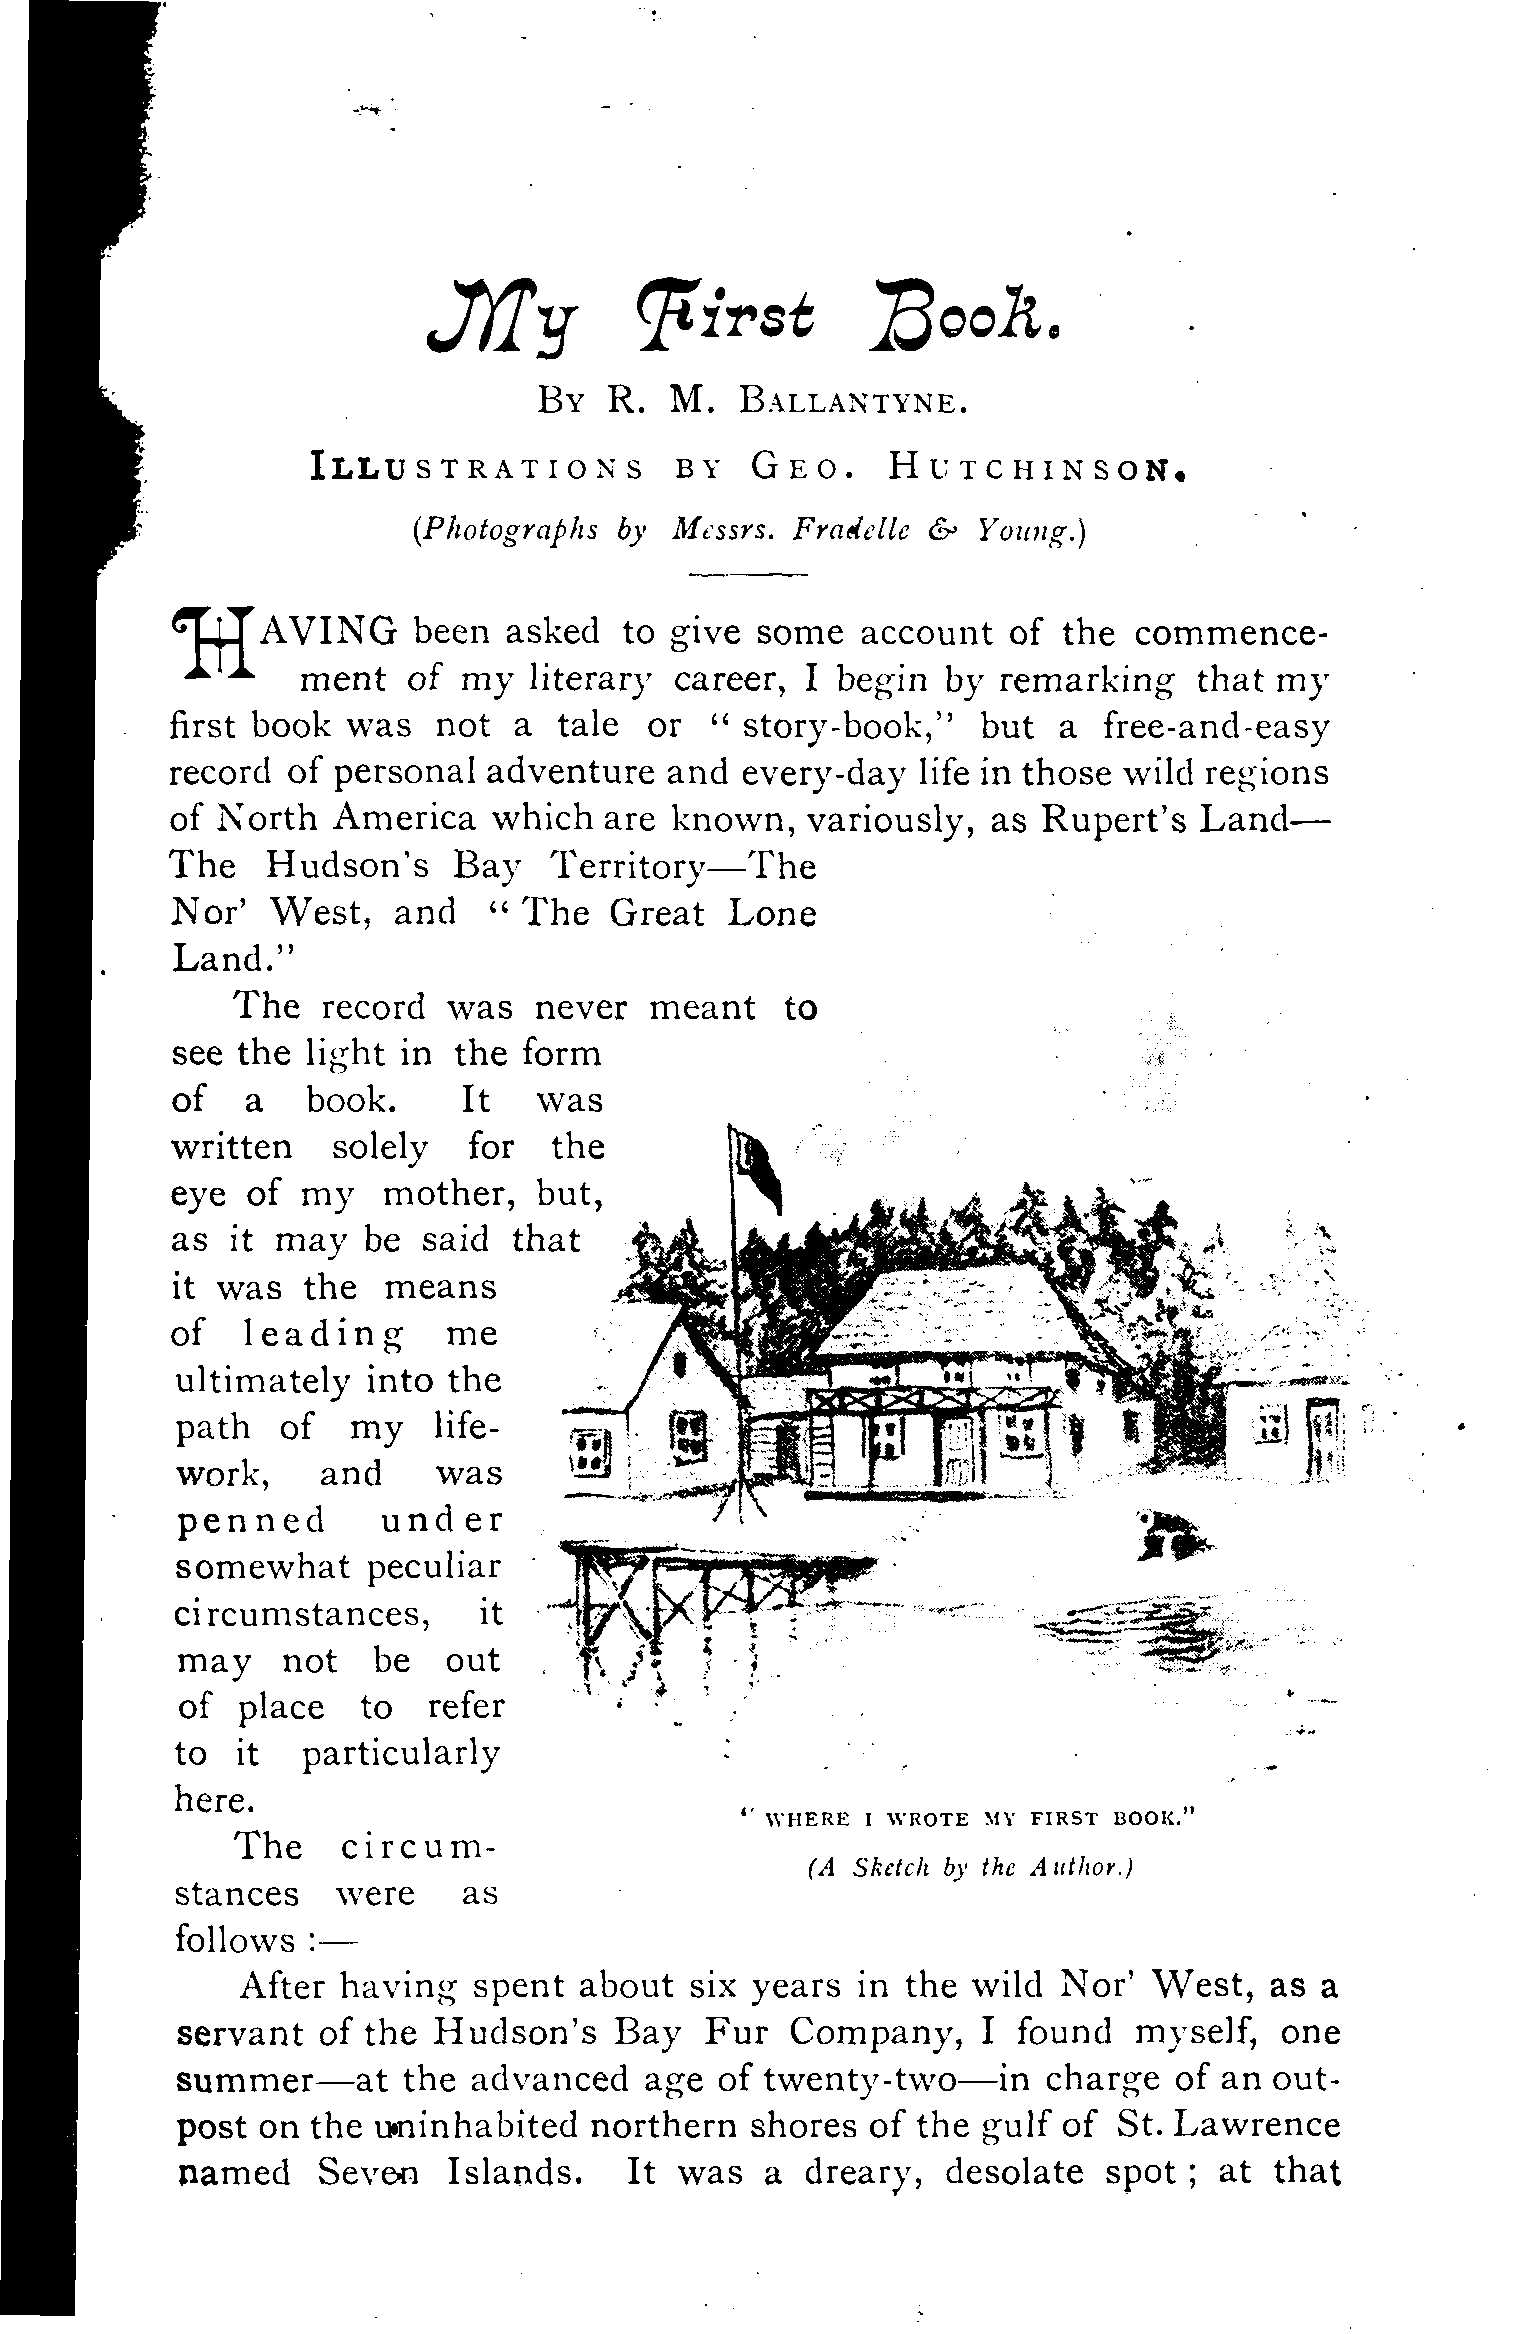 My First Book.
By R. M. Ballantyne.
Illustrations by Geo. Hutchinson.
(Photographs by Messrs. Fradelle & Young.)
HAVING been asked to give some account of the commence-
ment of my literary career, I begin by remarking that my
first book was not a tale or “ story-book,” but a free-and-easy
record of personal adventure and every-day life in those wild regions
of North America which are known, variously, as Rupert's Land—
The Hudson's Bay Territory—The
Nor' West, and “ The Great Lone
Land.”
The record was never meant to
see the light in the form
of a book. It was
written solely for the
eye of my mother, but,
as it may be said that
it was the means
of leading me
ultimately into the
path of my life-
work, and was
penned under
somewhat peculiar
circumstances, it
may not be out
of place to refer
to it particularly
here.
The circum-
stances were as
follows :—
“ WHERE I WROTE MY FIRST BOOK.”
(A Sketch by the Author.)
After having spent about six years in the wild Nor' West, as a
servant of the Hudson's Bay Fur Company, I found myself, one
summer—at the advanced age of twenty-two—in charge of an out-
post on the uninhabited northern shores of the gulf of St. Lawrence
named Seven Islands. It was a dreary, desolate spot ; at that